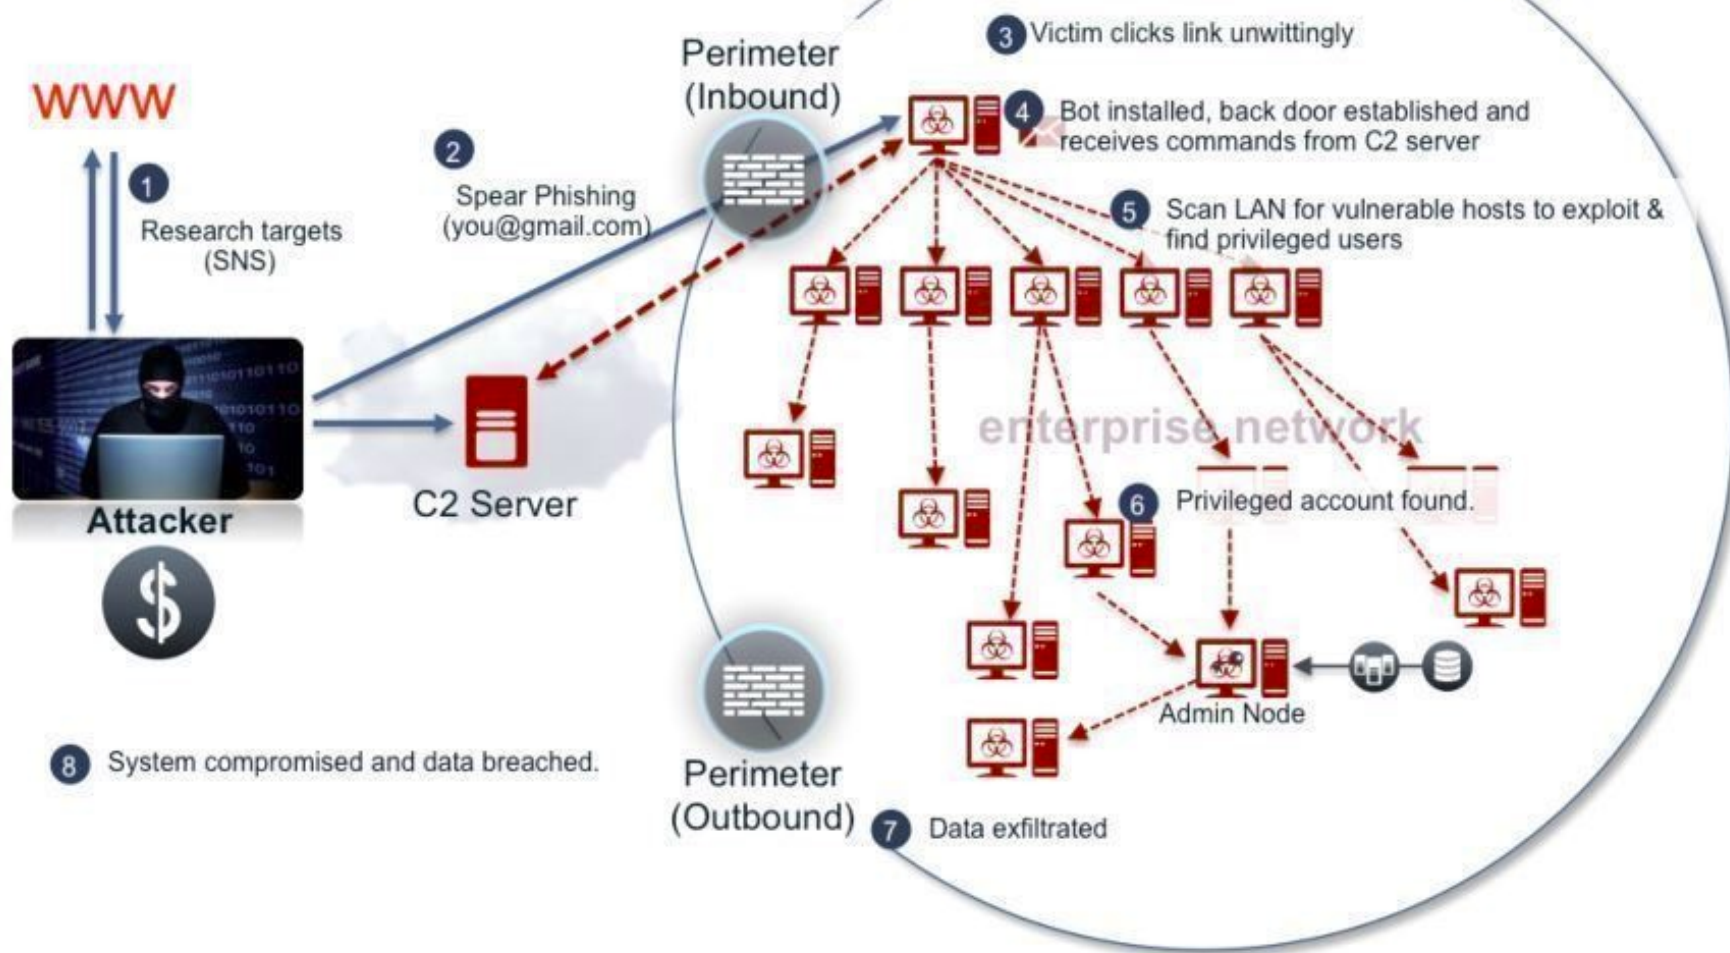 www
1
Research targets
(SNS)
Attacker
$
2
Spear Phishing
(you@gmail.com)
C2 Server
Perimeter
(Inbound)
3 Victim clicks link unwittingly
4 Bot installed, back door established and
receives commands from C2 server
5 Scan LAN for vulnerable hosts to exploit &
find privileged users
enterprise network
6 Privileged account found.
Admin Node
Perimeter
(Outbound)
7 Data exfiltrated
8 System compromised and data breached.